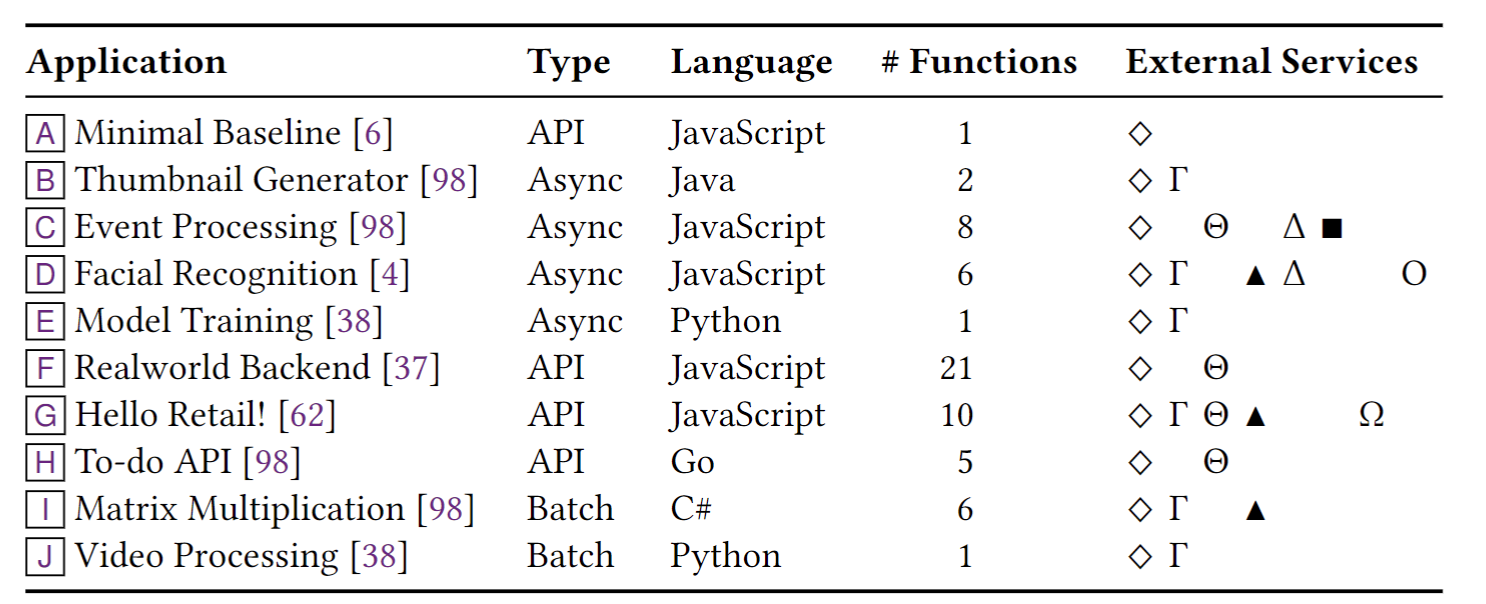 Application Type Language # Functions External Services
A Minimal Baseline [6] API JavaScript 1 ◇
B Thumbnail Generator [98] Async Java 2 ◇ Γ
C Event Processing [98] Async JavaScript 8 ◇ Θ Δ ■
D Facial Recognition [4] Async JavaScript 6 ◇ Γ ▲ Δ O
E Model Training [38] Async Python 1 ◇ Γ
F Realworld Backend [37] API JavaScript 21 ◇ Θ
G Hello Retail! [62] API JavaScript 10 ◇ Γ Θ ▲ Ω
H To-do API [98] API Go 5 ◇ Θ
I Matrix Multiplication [98] Batch C# 6 ◇ Γ ▲
J Video Processing [38] Batch Python 1 ◇ Γ